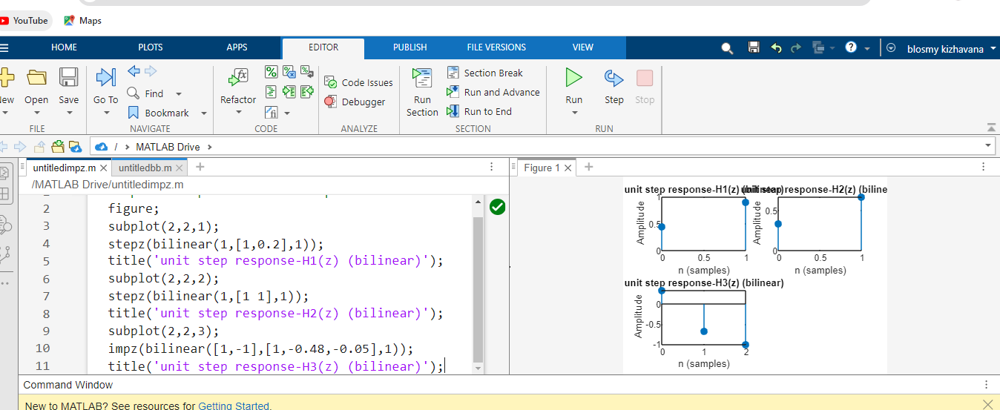 YouTube Maps
HOME PLOTS APPS EDITOR PUBLISH FILE VERSIONS VIEW blosmy kizhavana
Open Save Go To Find Bookmark Refactor Code Issues Debugger Run Section Section Break Run and Advance Run to End Run Step Stop
FILE NAVIGATE CODE ANALYZE SECTION RUN
/ > MATLAB Drive >
untitledimpz.m untitledbb.m
/MATLAB Drive/untitledimpz.m
2 figure;
3 subplot(2,2,1);
4 stepz(bilinear(1,[1,0.2],1));
5 title('unit step response-H1(z) (bilinear)');
6 subplot(2,2,2);
7 stepz(bilinear(1,[1 1],1));
8 title('unit step response-H2(z) (bilinear)');
9 subplot(2,2,3);
10 impz(bilinear([1,-1],[1,-0.48,-0.05],1));
11 title('unit step response-H3(z) (bilinear)');
Figure 1
unit step response-H1(z)
response-H2(z) (biline
Amplitude
1
0.5
0
0 0.5 1
n (samples)
Amplitude
0.5
0
0 0.5 1
n (samples)
unit step response-H3(z) (bilinear)
Amplitude
0
-0.5
-1
0 1 2
n (samples)
Command Window
New to MATLAB? See resources for Getting Started.